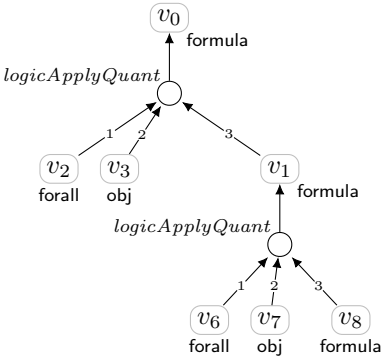 v0
formula
logicApplyQuant
1 2 3
v2 v3 v1
forall obj formula
logicApplyQuant
1 2 3
v6 v7 v8
forall obj formula